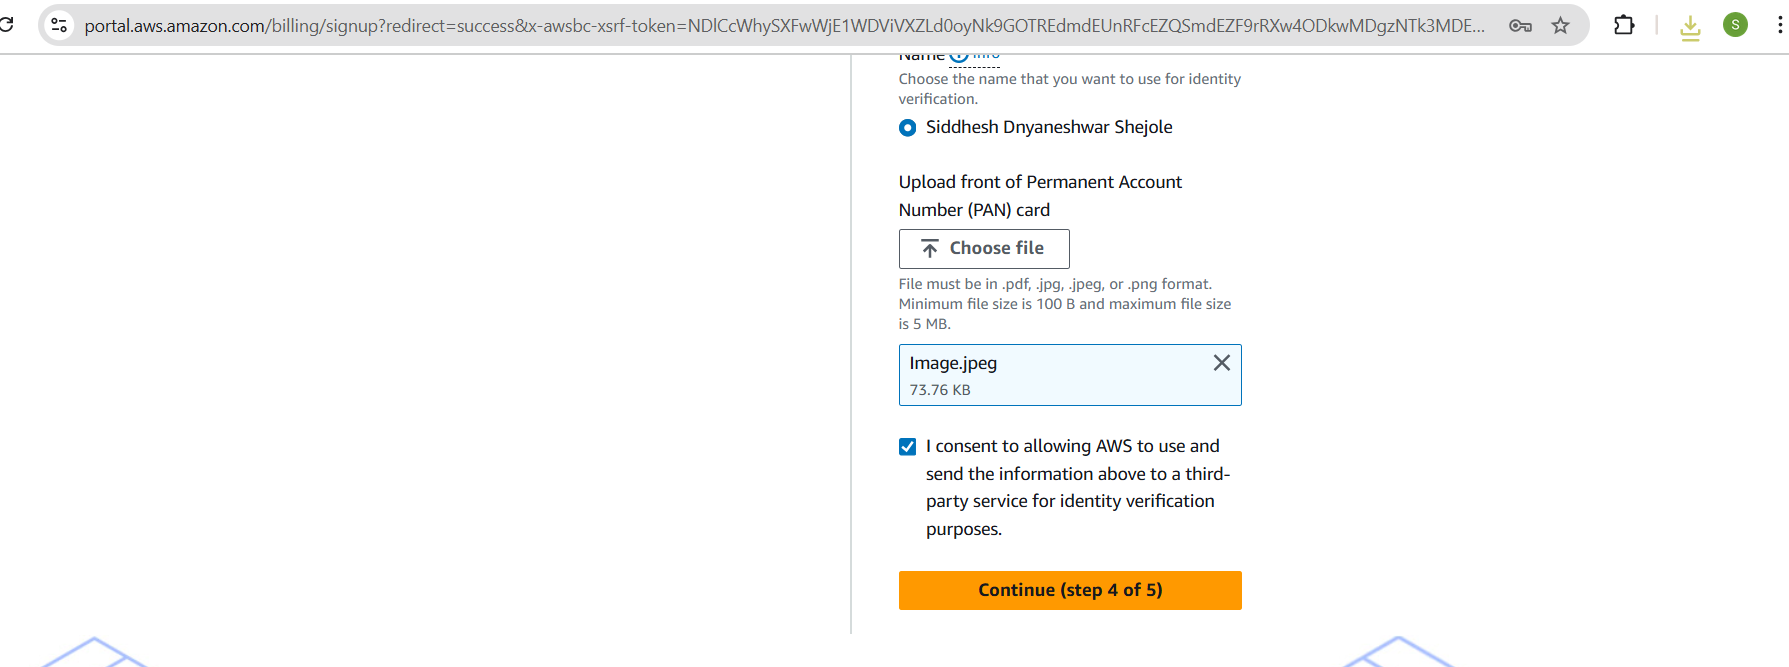 portal.aws.amazon.com/billing/signup?redirect=success&x-awsbc-xsrf-token=NDlCcWhySXFwWjE1WDViVXZLd0oyNk9GOTREdmdEUnRFcEZQSmdEZF9rRXw4ODkwMDgzNTk3MDE...
S
Name Info
Choose the name that you want to use for identity
verification.
Siddhesh Dnyaneshwar Shejole
Upload front of Permanent Account
Number (PAN) card
Choose file
File must be in .pdf, .jpg, .jpeg, or .png format.
Minimum file size is 100 B and maximum file size
is 5 MB.
Image.jpeg
73.76 KB
I consent to allowing AWS to use and
send the information above to a third-
party service for identity verification
purposes.
Continue (step 4 of 5)